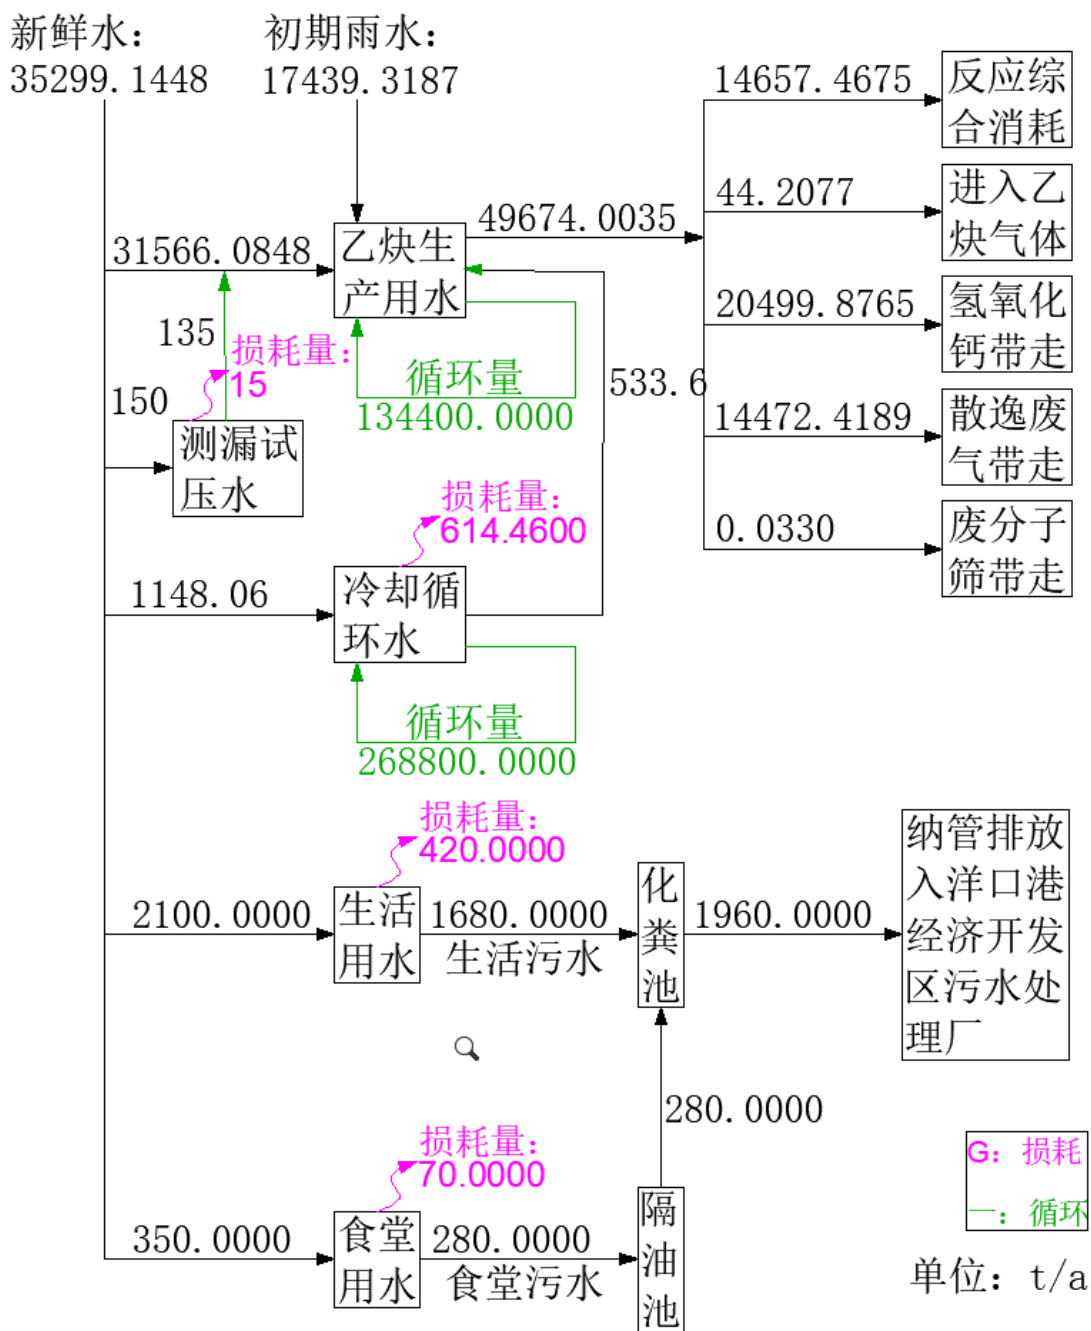 新鲜水：
35299.1448
初期雨水：
17439.3187
14657.4675
反应综
合消耗
44.2077
进入乙
炔气体
49674.0035
31566.0848
乙炔生
产用水
20499.8765
氢氧化
钙带走
135
损耗量：
15
循环量
134400.0000
533.6
150
测漏试
压水
14472.4189
散逸废
气带走
损耗量：
614.4600
0.0330
废分子
筛带走
1148.06
冷却循
环水
循环量
268800.0000
损耗量：
420.0000
2100.0000
生活
用水
1680.0000
生活污水
化
粪
池
1960.0000
纳管排放
入洋口港
经济开发
区污水处
理厂
280.0000
损耗量：
70.0000
350.0000
食堂
用水
280.0000
食堂污水
隔
油
池
G：损耗
一：循环
单位：t/a